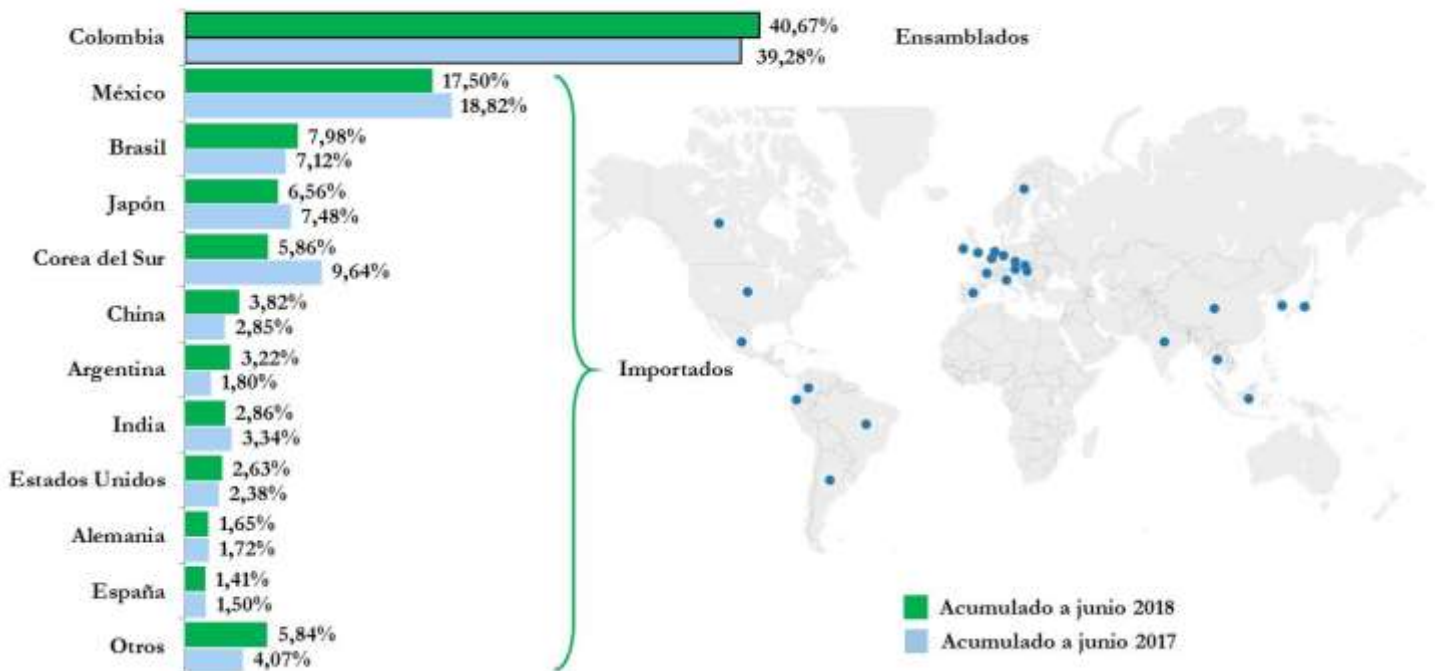 Colombia
40,67%
39,28%
Ensamblados
México
17,50%
18,82%
Brasil
7,98%
7,12%
Japón
6,56%
7,48%
Corea del Sur
5,86%
9,64%
China
3,82%
2,85%
Argentina
3,22%
1,80%
Importados
India
2,86%
3,34%
Estados Unidos
2,63%
2,38%
Alemania
1,65%
1,72%
España
1,41%
1,50%
Otros
5,84%
4,07%
Acumulado a junio 2018
Acumulado a junio 2017